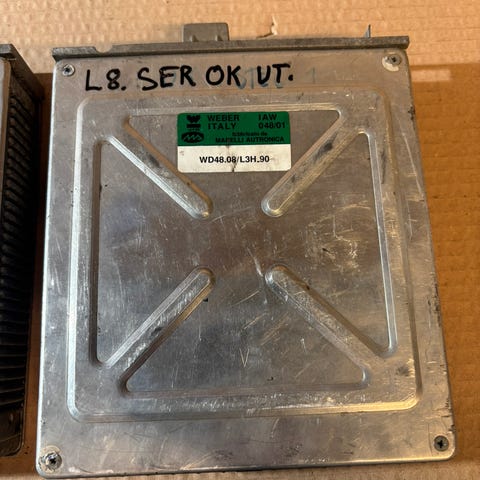 L8. SER OK UT.
WEBER IAW
ITALY 048/01
fabbricato da
MARELLI AUTRONICA
WD48.08/L3H.90